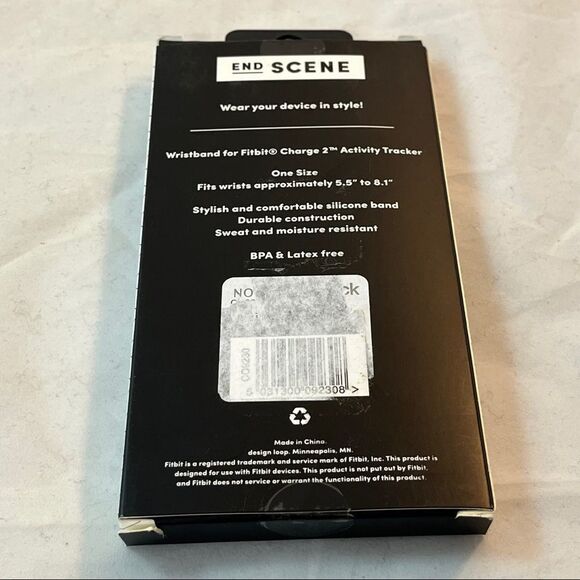 END SCENE
Wear your device in style!
Wristband for Fitbit® Charge 2™ Activity Tracker
One Size
Fits wrists approximately 5.5" to 8.1"
Stylish and comfortable silicone band
Durable construction
Sweat and moisture resistant
BPA & Latex free
NO
ck
Made in China.
design loop. Minneapolis, MN.
Fitbit is a registered trademark and service mark of Fitbit, Inc. This product is
designed for use with Fitbit devices. This product is not put out by Fitbit,
and Fitbit does not service or warrant the functionality of this product.